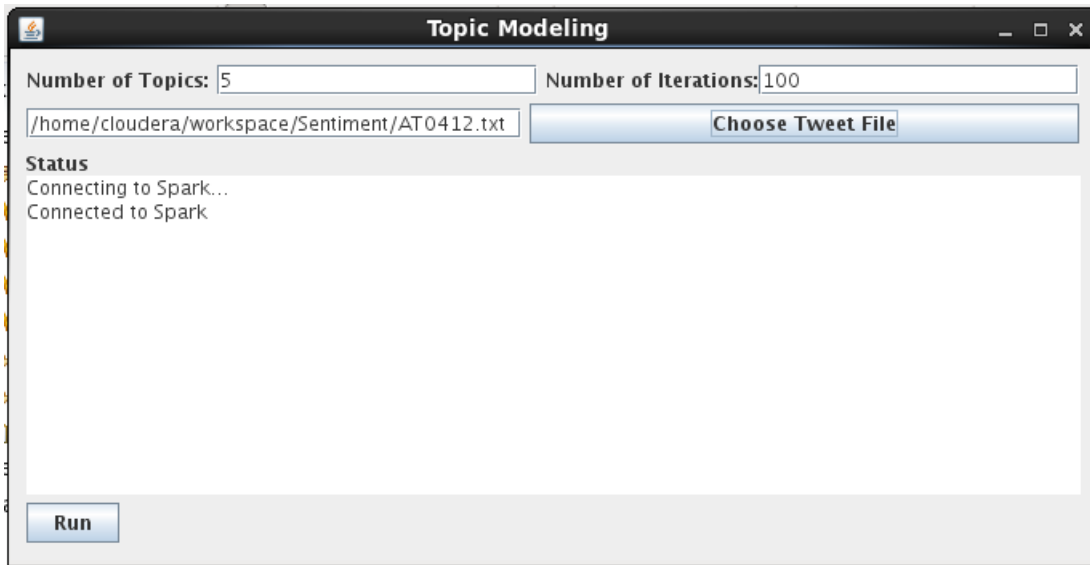 Topic Modeling
Number of Topics: 5 Number of Iterations: 100
/home/cloudera/workspace/Sentiment/AT0412.txt Choose Tweet File
Status
Connecting to Spark...
Connected to Spark
Run